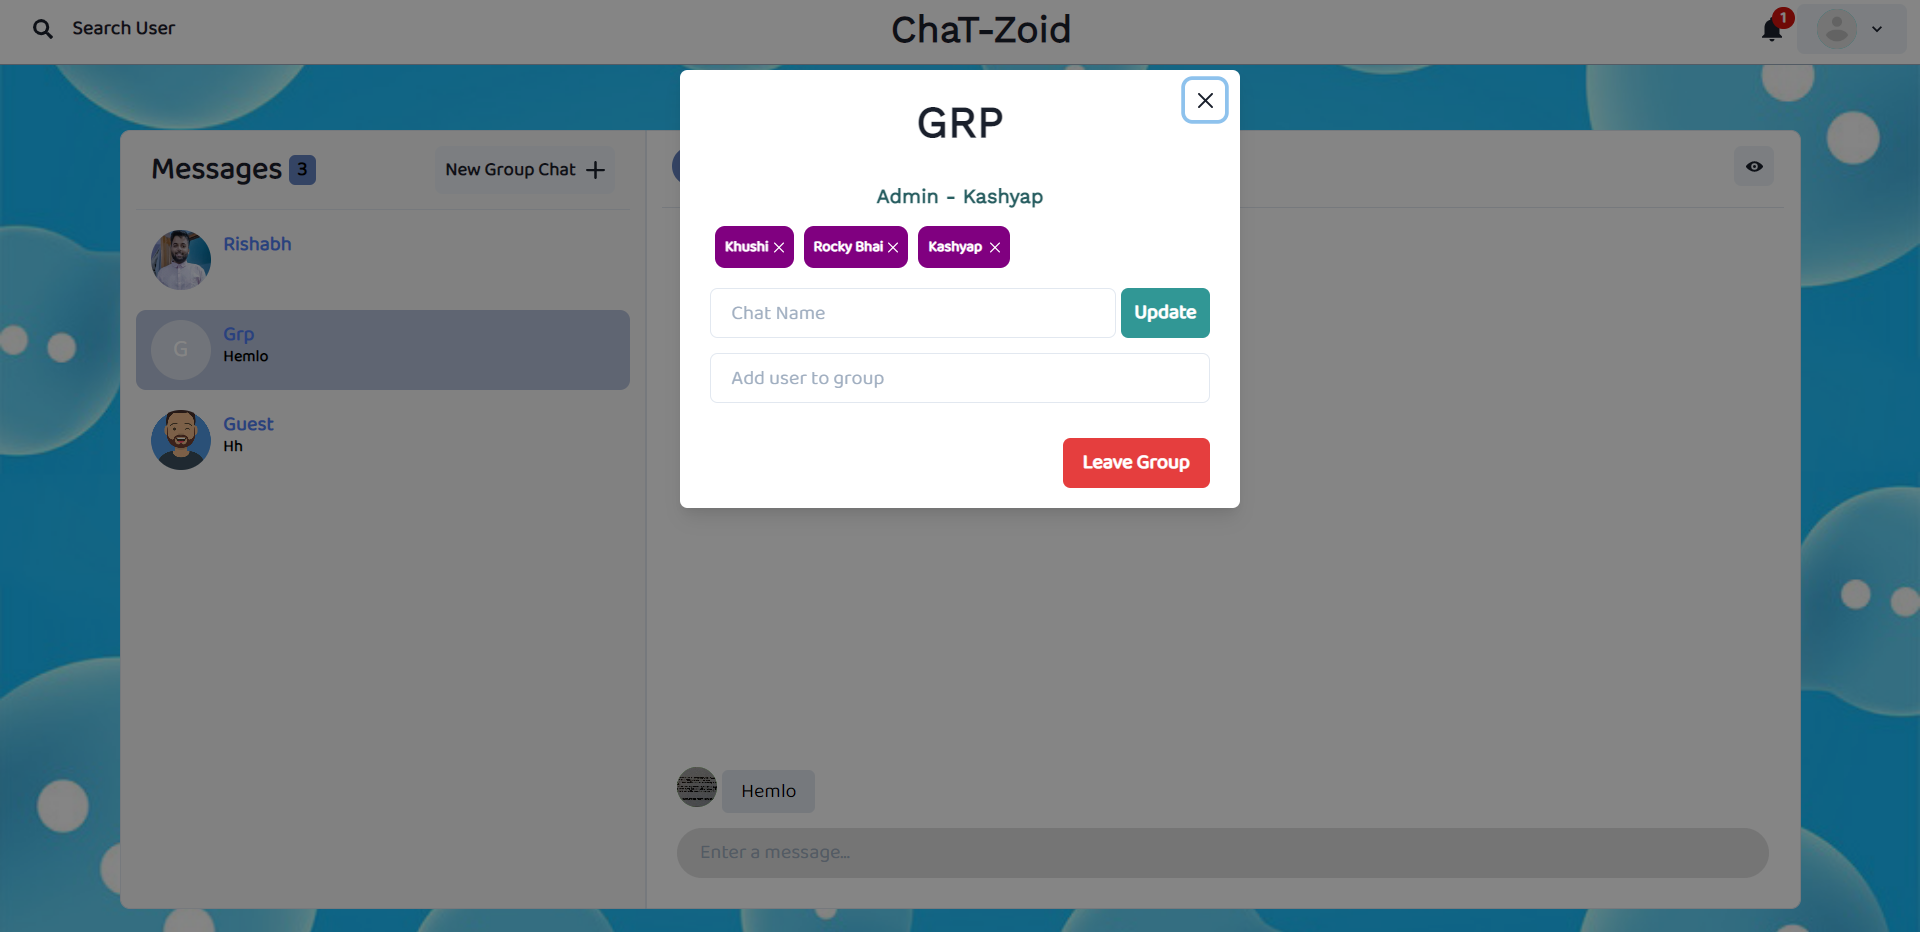 Search User
ChaT-Zoid
1
Messages 3
New Group Chat
Rishabh
G
Grp
Hemlo
Guest
Hh
GRP
Admin - Kashyap
Khushi
Rocky Bhai
Kashyap
Chat Name
Update
Add user to group
Leave Group
Hemlo
Enter a message...